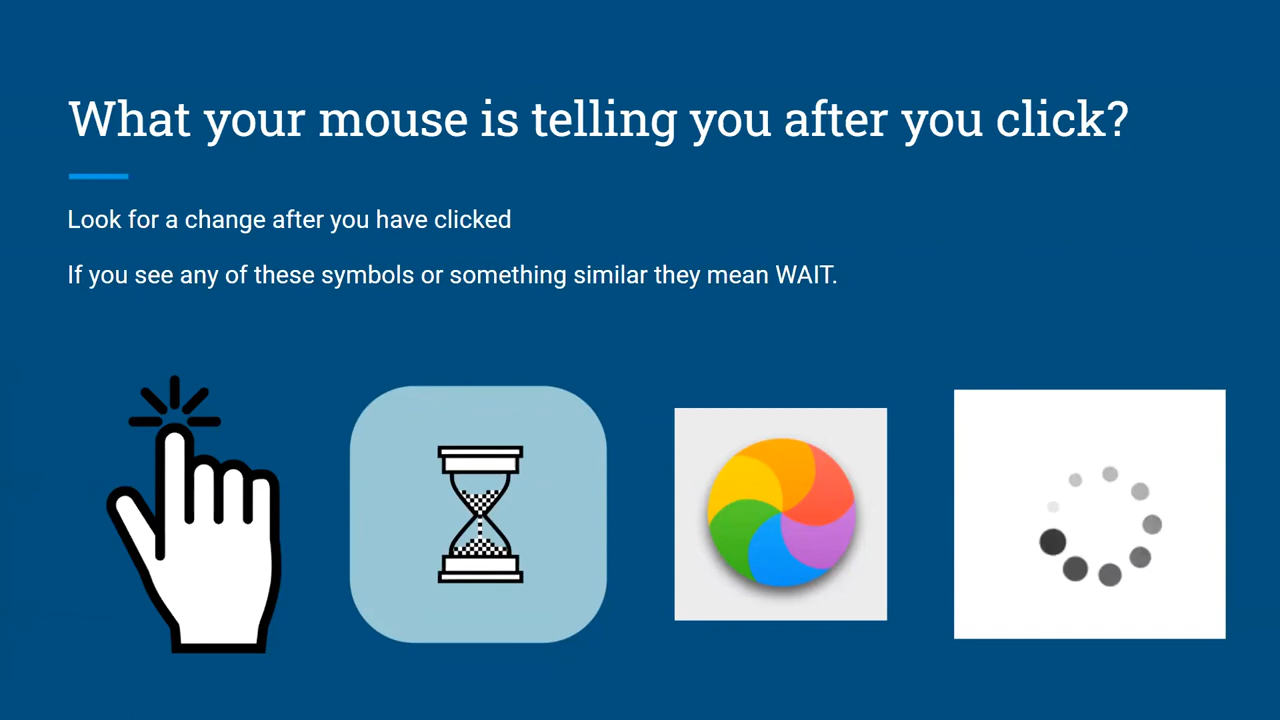 What your mouse is telling you after you click?
Look for a change after you have clicked
If you see any of these symbols or something similar they mean WAIT.